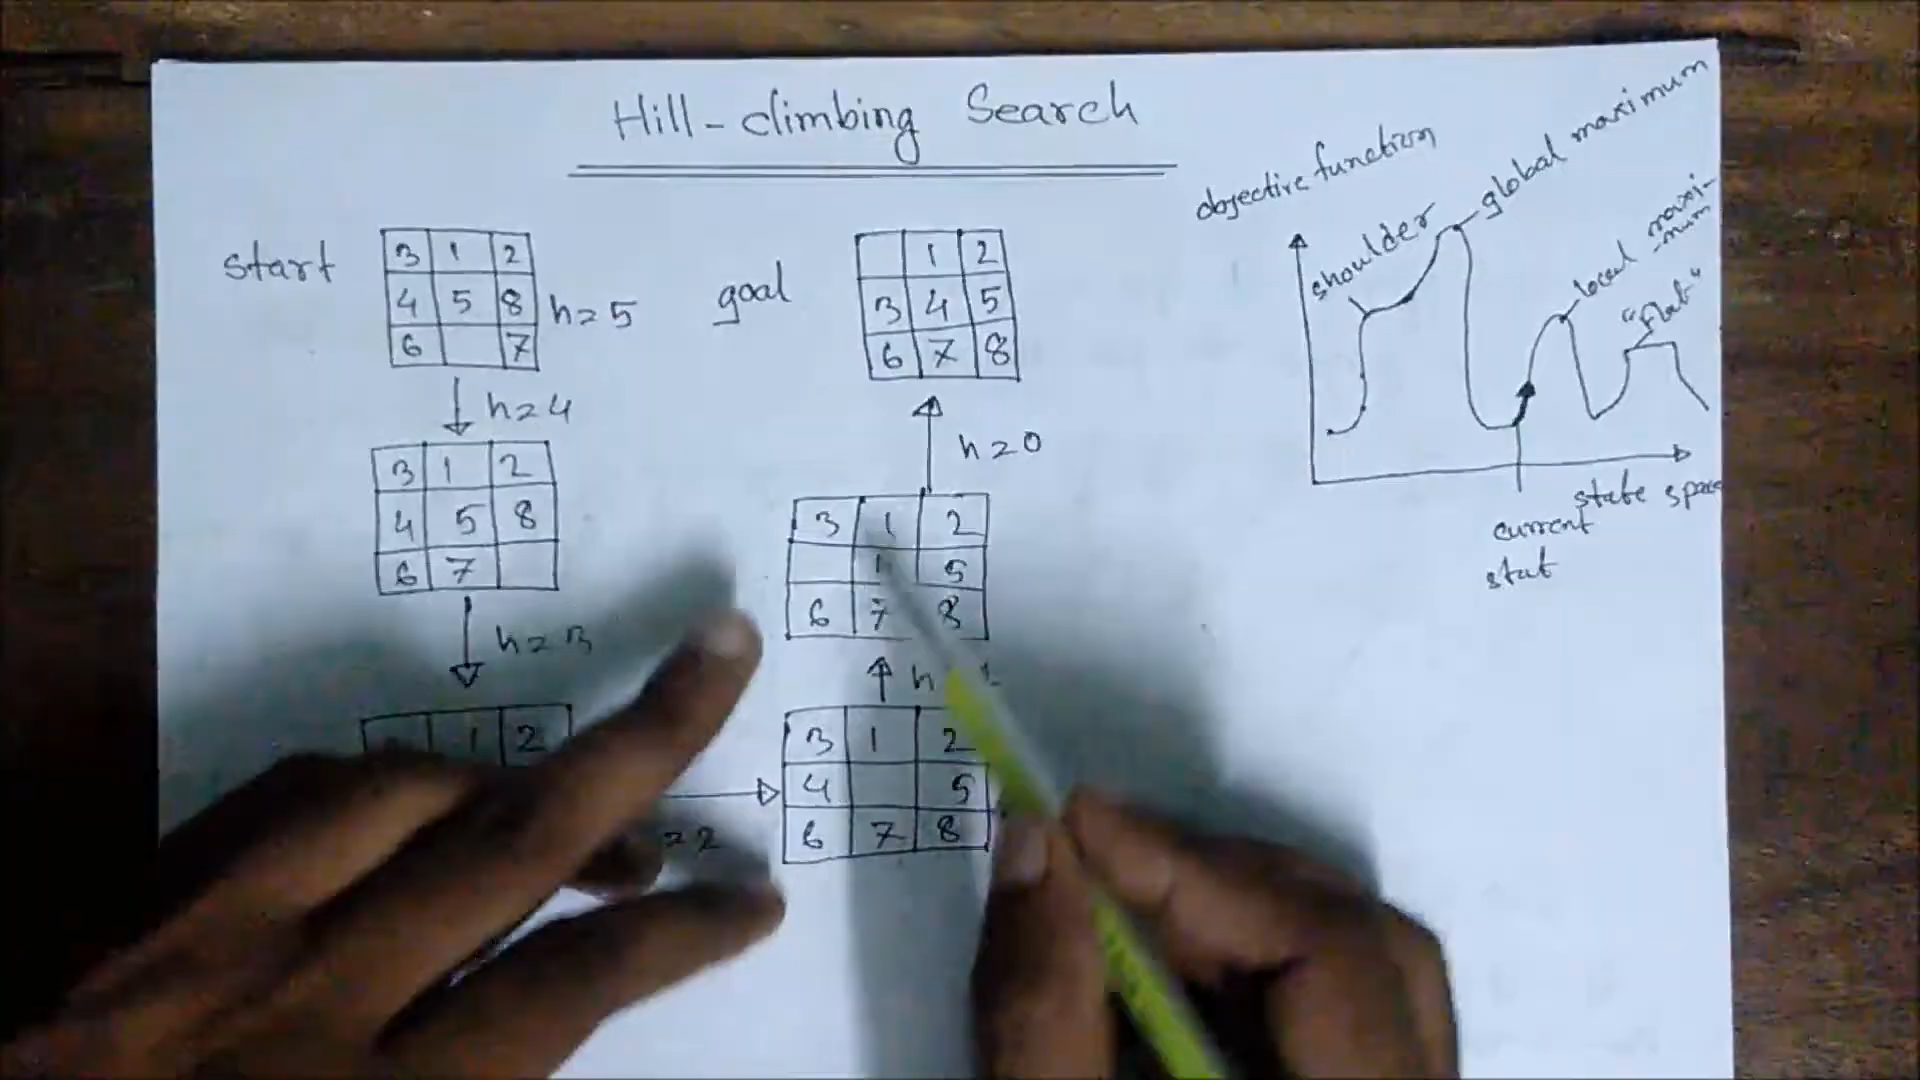 Hill-climbing Search
start
3 1 2
4 5 8
6 7
h=5
h=4
3 1 2
4 5 8
6 7
h=3
1 2
=2
goal
1 2
3 4 5
6 7 8
h=0
3 1 2
5
6 7 8
h 1
3 1 2
4 5
6 7 8
objective function
shoulder
global maximum
local maxi-
-mum
"flat"
state space
current
stat